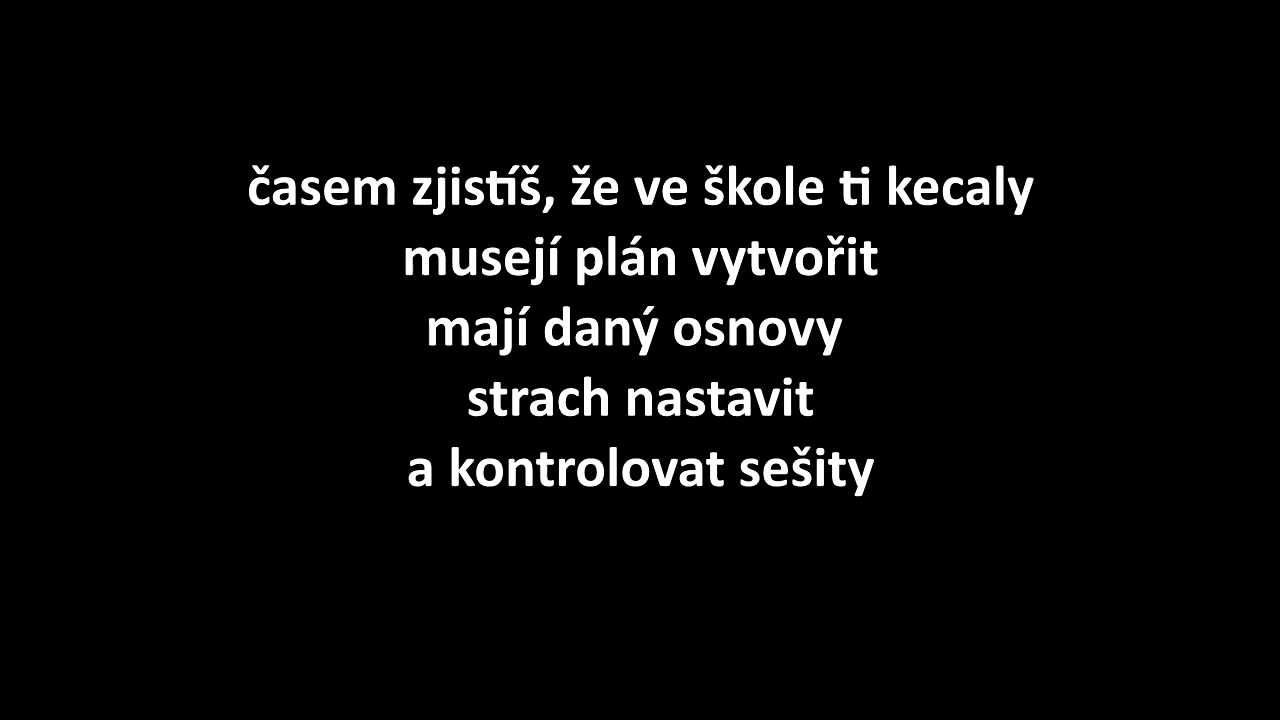 časem zjistíš, že ve škole ti kecaly
musejí plán vytvořit
mají daný osnovy
strach nastavit
a kontrolovat sešity